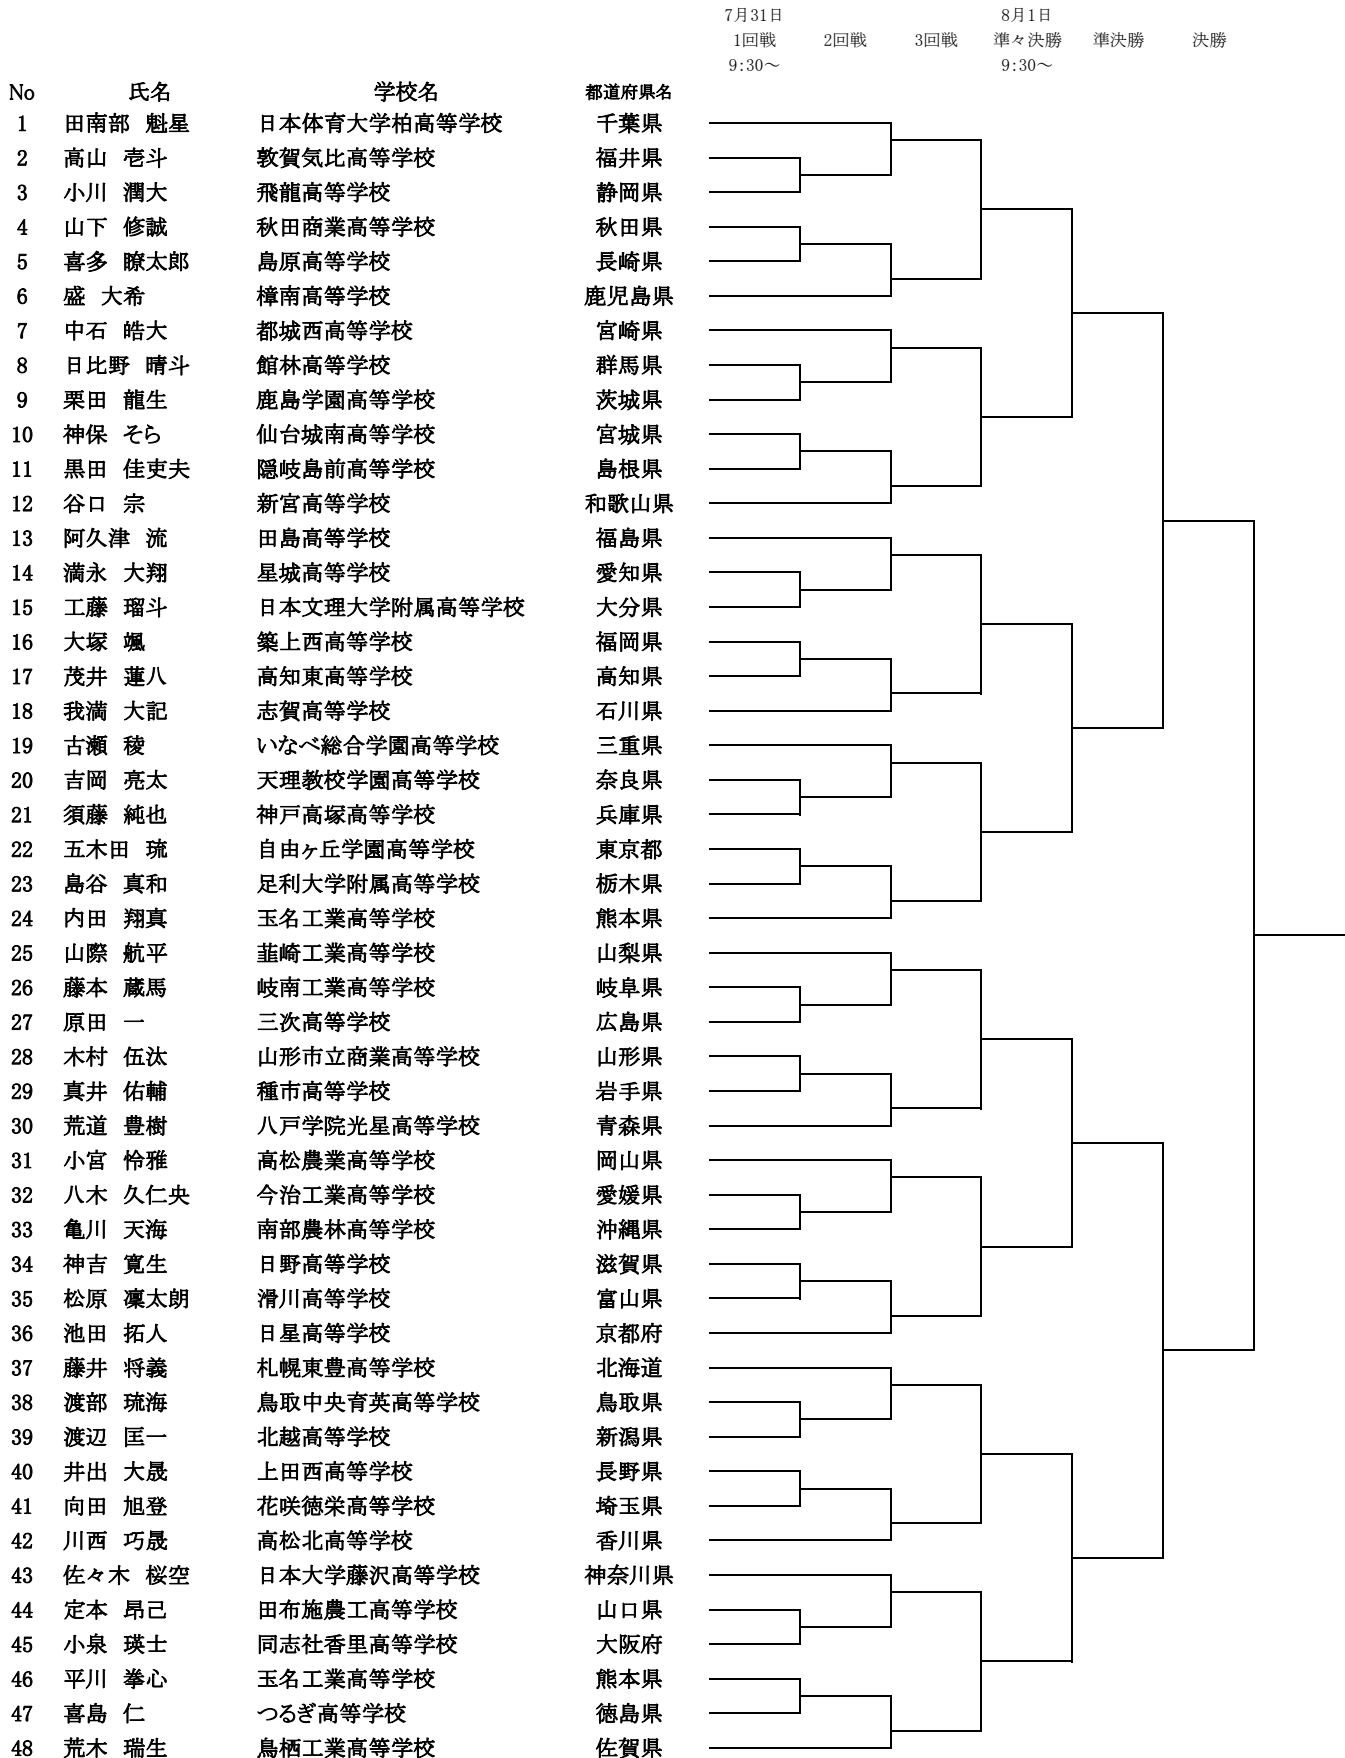 7月31日 8月1日
1回戦 2回戦 3回戦 準々決勝 準決勝 決勝
9:30～ 9:30～
No 氏名 学校名 都道府県名
1 田南部 魁星 日本体育大学柏高等学校 千葉県
2 高山 壱斗 敦賀気比高等学校 福井県
3 小川 潤大 飛龍高等学校 静岡県
4 山下 修誠 秋田商業高等学校 秋田県
5 喜多 瞭太郎 島原高等学校 長崎県
6 盛 大希 樟南高等学校 鹿児島県
7 中石 皓大 都城西高等学校 宮崎県
8 日比野 晴斗 館林高等学校 群馬県
9 栗田 龍生 鹿島学園高等学校 茨城県
10 神保 そら 仙台城南高等学校 宮城県
11 黒田 佳吏夫 隠岐島前高等学校 島根県
12 谷口 宗 新宮高等学校 和歌山県
13 阿久津 流 田島高等学校 福島県
14 満永 大翔 星城高等学校 愛知県
15 工藤 瑠斗 日本文理大学附属高等学校 大分県
16 大塚 颯 築上西高等学校 福岡県
17 茂井 蓮八 高知東高等学校 高知県
18 我満 大記 志賀高等学校 石川県
19 古瀬 稜 いなべ総合学園高等学校 三重県
20 吉岡 亮太 天理教校学園高等学校 奈良県
21 須藤 純也 神戸高塚高等学校 兵庫県
22 五木田 琉 自由ヶ丘学園高等学校 東京都
23 島谷 真和 足利大学附属高等学校 栃木県
24 内田 翔真 玉名工業高等学校 熊本県
25 山際 航平 韮崎工業高等学校 山梨県
26 藤本 蔵馬 岐南工業高等学校 岐阜県
27 原田 一 三次高等学校 広島県
28 木村 伍汰 山形市立商業高等学校 山形県
29 真井 佑輔 種市高等学校 岩手県
30 荒道 豊樹 八戸学院光星高等学校 青森県
31 小宮 怜雅 高松農業高等学校 岡山県
32 八木 久仁央 今治工業高等学校 愛媛県
33 亀川 天海 南部農林高等学校 沖縄県
34 神吉 寛生 日野高等学校 滋賀県
35 松原 凜太朗 滑川高等学校 富山県
36 池田 拓人 日星高等学校 京都府
37 藤井 将義 札幌東豊高等学校 北海道
38 渡部 琉海 鳥取中央育英高等学校 鳥取県
39 渡辺 匡一 北越高等学校 新潟県
40 井出 大晟 上田西高等学校 長野県
41 向田 旭登 花咲徳栄高等学校 埼玉県
42 川西 巧晟 高松北高等学校 香川県
43 佐々木 桜空 日本大学藤沢高等学校 神奈川県
44 定本 昂己 田布施農工高等学校 山口県
45 小泉 瑛士 同志社香里高等学校 大阪府
46 平川 拳心 玉名工業高等学校 熊本県
47 喜島 仁 つるぎ高等学校 徳島県
48 荒木 瑞生 鳥栖工業高等学校 佐賀県